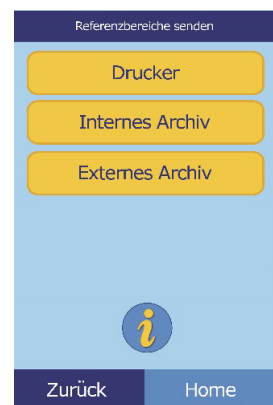 Referenzbereiche senden
Drucker
Internes Archiv
Externes Archiv
i
Zurück Home